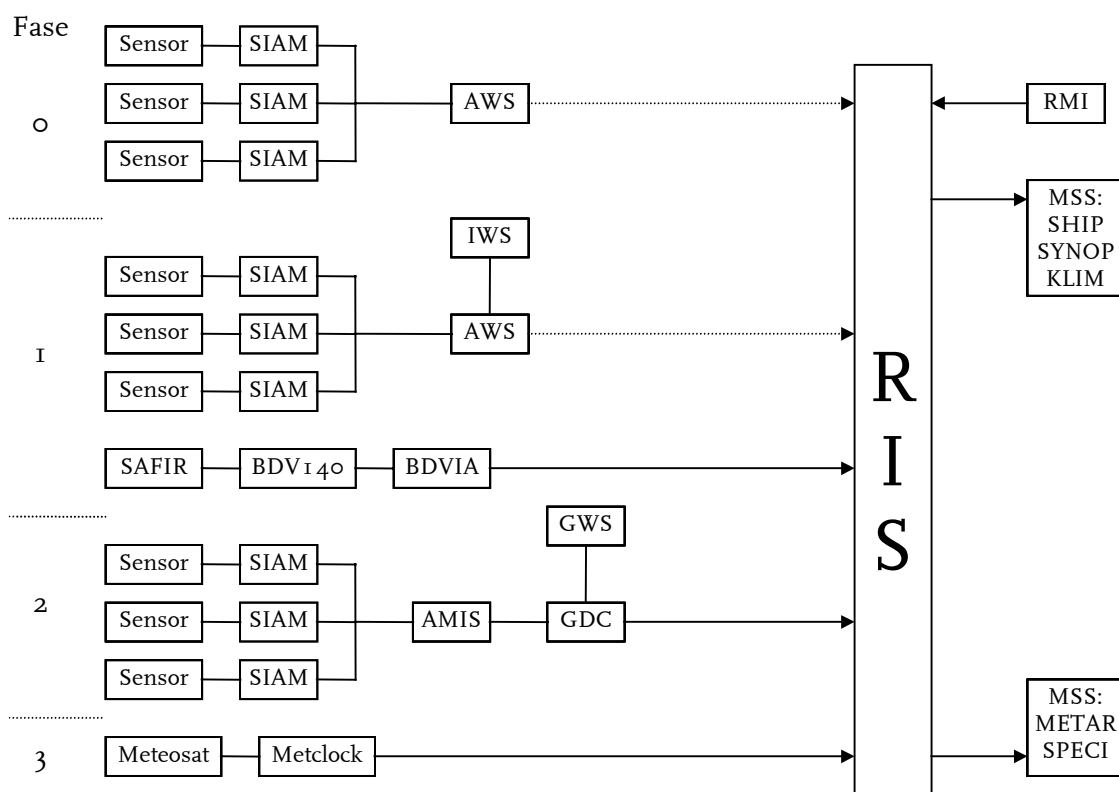 Fase
Sensor SIAM
Sensor SIAM AWS RMI
0
Sensor SIAM
MSS:
SHIP
SYNOP
KLIM
IWS
Sensor SIAM
Sensor SIAM AWS
1
Sensor SIAM
R
I
S
SAFIR BDV140 BDVIA
GWS
Sensor SIAM
2
Sensor SIAM AMIS GDC
Sensor SIAM
MSS:
METAR
SPECI
3
Meteosat Metclock